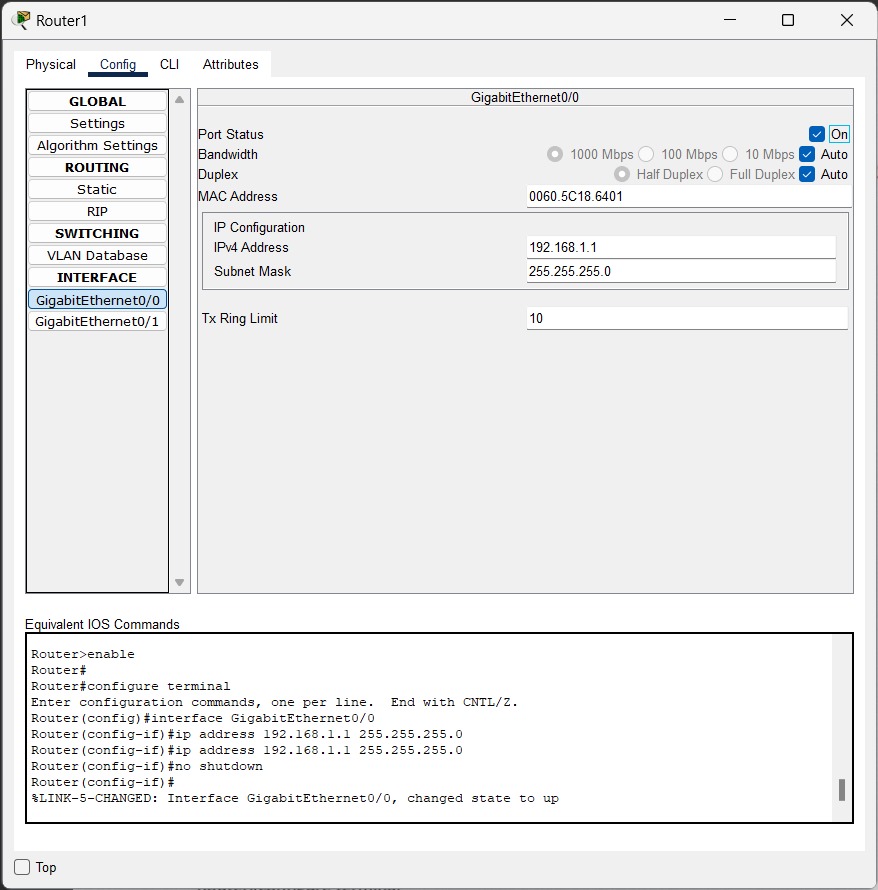 Router1
Physical Config CLI Attributes
GLOBAL
Settings
Algorithm Settings
ROUTING
Static
RIP
SWITCHING
VLAN Database
INTERFACE
GigabitEthernet0/0
GigabitEthernet0/1
GigabitEthernet0/0
Port Status On
Bandwidth 1000 Mbps 100 Mbps 10 Mbps Auto
Duplex Half Duplex Full Duplex Auto
MAC Address 0060.5C18.6401
IP Configuration
IPv4 Address 192.168.1.1
Subnet Mask 255.255.255.0
Tx Ring Limit 10
Equivalent IOS Commands
Router>enable
Router#
Router#configure terminal
Enter configuration commands, one per line.  End with CNTL/Z.
Router(config)#interface GigabitEthernet0/0
Router(config-if)#ip address 192.168.1.1 255.255.255.0
Router(config-if)#ip address 192.168.1.1 255.255.255.0
Router(config-if)#no shutdown
Router(config-if)#
%LINK-5-CHANGED: Interface GigabitEthernet0/0, changed state to up
Top